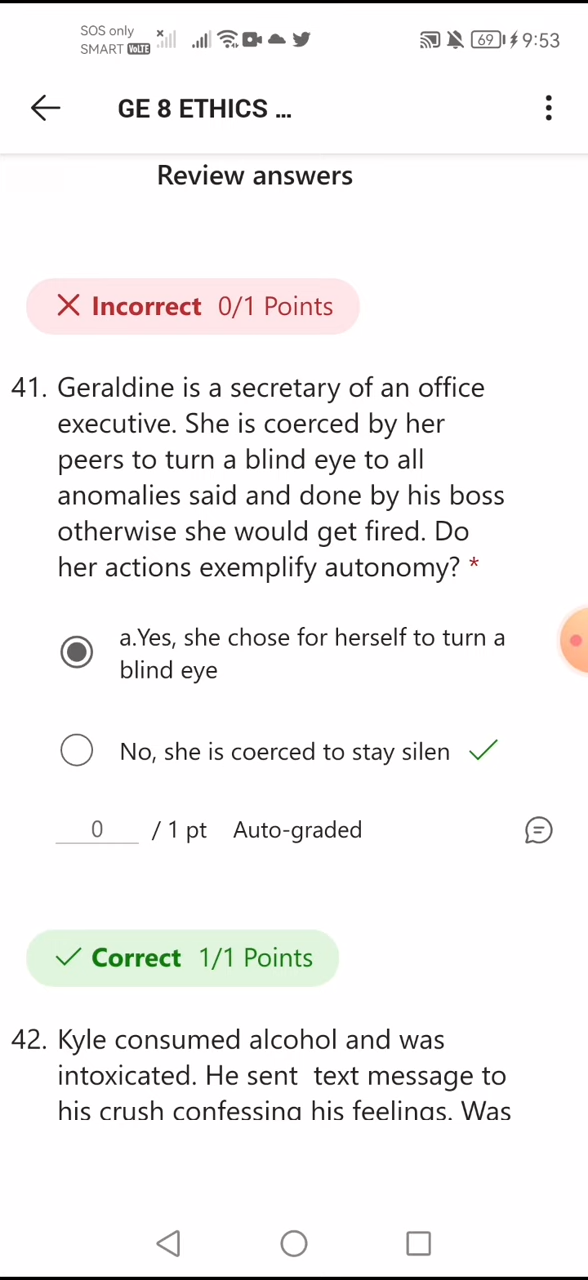 SOS only
SMART VoLTE
69 9:53
GE 8 ETHICS ...
Review answers
Incorrect 0/1 Points
41. Geraldine is a secretary of an office
executive. She is coerced by her
peers to turn a blind eye to all
anomalies said and done by his boss
otherwise she would get fired. Do
her actions exemplify autonomy? *
a.Yes, she chose for herself to turn a
blind eye
No, she is coerced to stay silen
0 / 1 pt Auto-graded
Correct 1/1 Points
42. Kyle consumed alcohol and was
intoxicated. He sent text message to
his crush confessing his feelings. Was